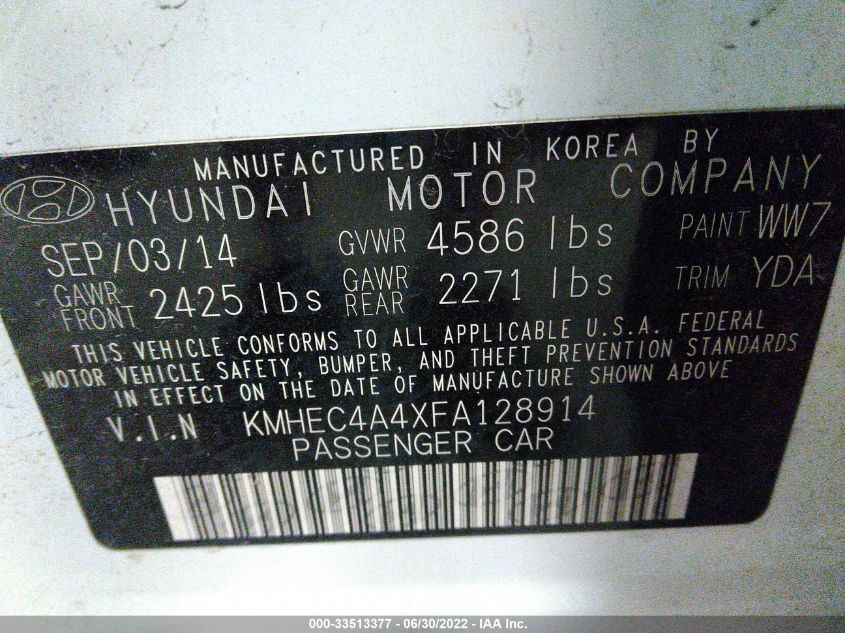 MANUFACTURED IN KOREA BY
HYUNDAI MOTOR COMPANY
SEP/03/14 GVWR 4586 lbs PAINT WW7
GAWR FRONT 2425 lbs GAWR REAR 2271 lbs TRIM YDA
THIS VEHICLE CONFORMS TO ALL APPLICABLE U.S.A. FEDERAL
MOTOR VEHICLE SAFETY, BUMPER, AND THEFT PREVENTION STANDARDS
IN EFFECT ON THE DATE OF MANUFACTURE SHOWN ABOVE
V.I.N KMHEC4A4XFA128914
PASSENGER CAR
000-33513377 - 06/30/2022 - IAA Inc.